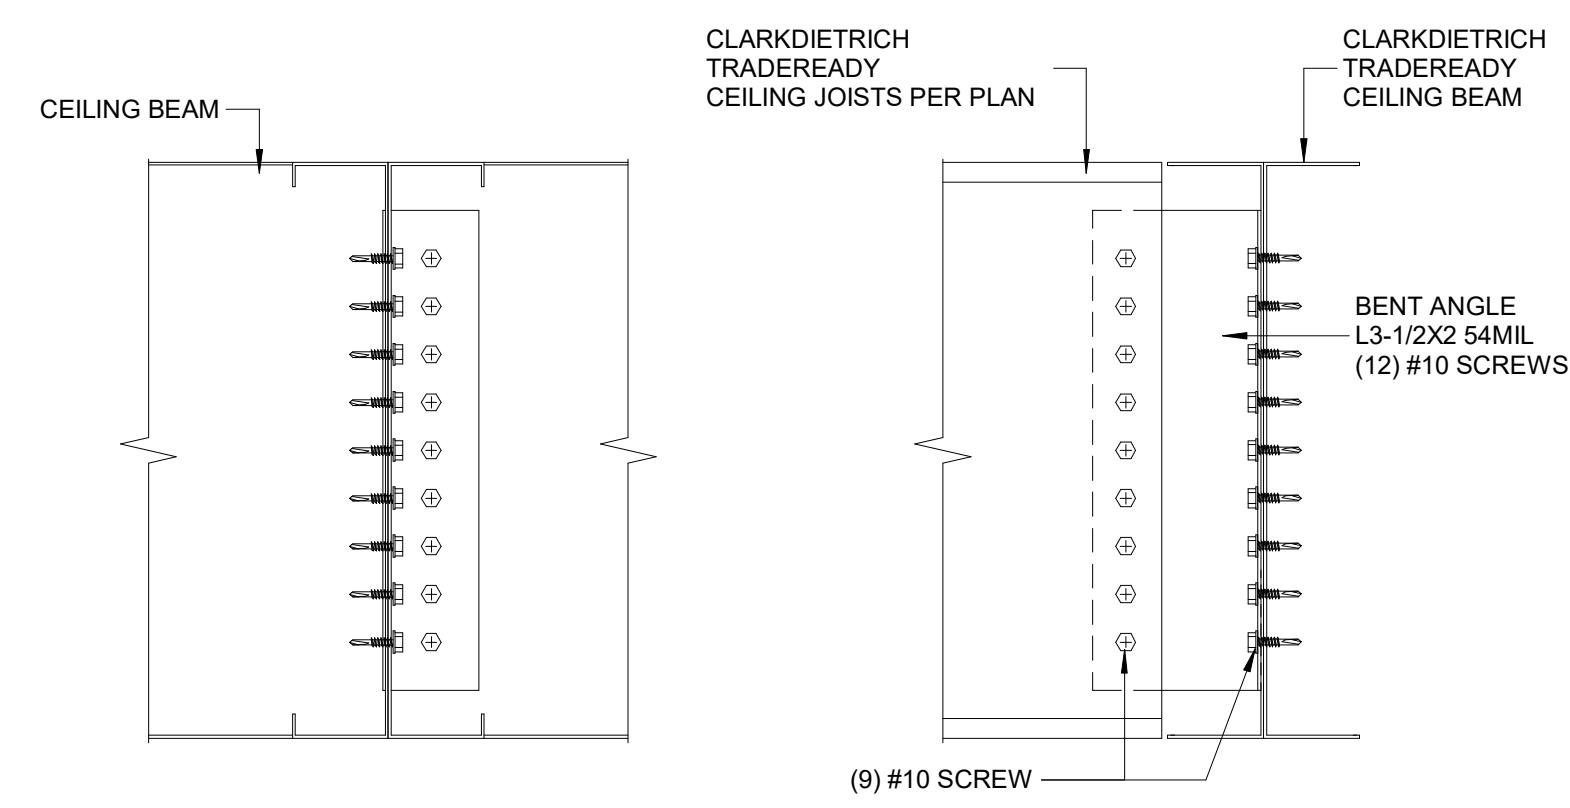 CEILING BEAM
CLARKDIETRICH
TRADEREADY
CEILING JOISTS PER PLAN
CLARKDIETRICH
TRADEREADY
CEILING BEAM
BENT ANGLE
L3-1/2X2 54MIL
(12) #10 SCREWS
(9) #10 SCREW